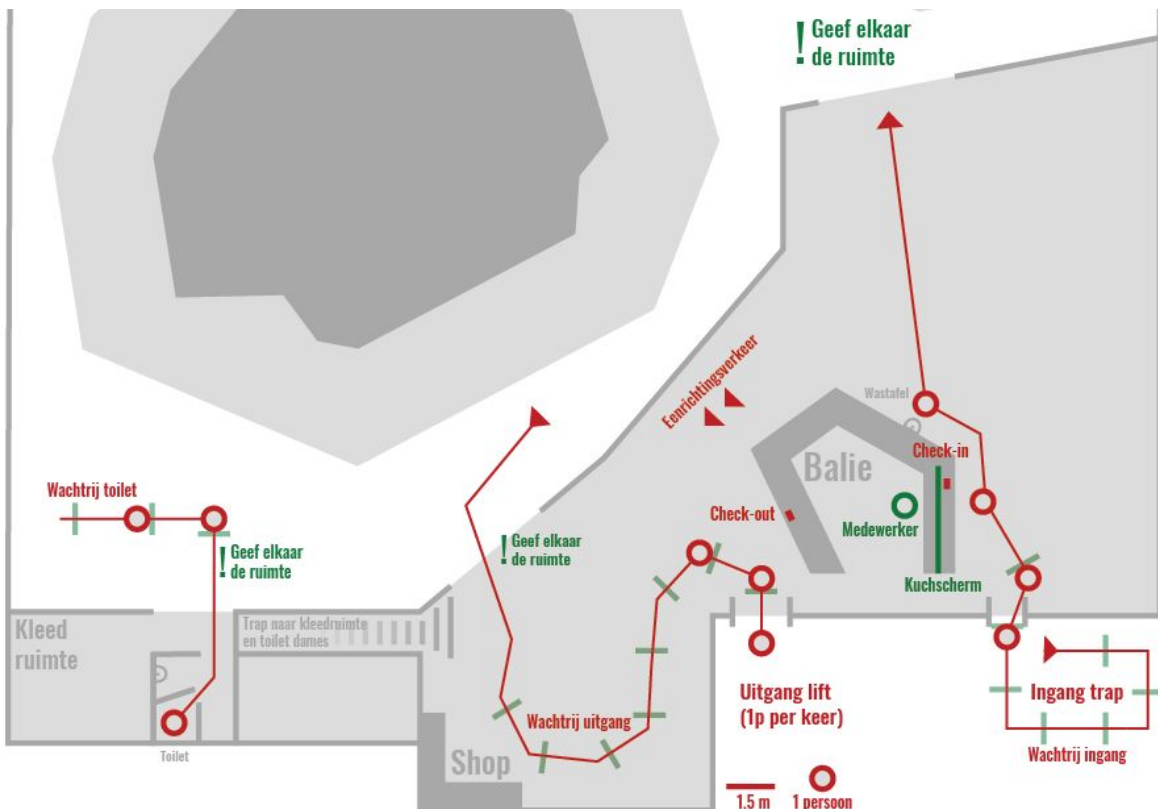 ! Geef elkaar
de ruimte
Eenrichtingsverkeer
Wastafel
Check-in
Balie
Wachtrij toilet
Check-out
Medewerker
! Geef elkaar
de ruimte
! Geef elkaar
de ruimte
Kuchscherm
Kleed
ruimte
Trap naar kleedruimte
en toilet dames
Uitgang lift
(1p per keer)
Ingang trap
Wachtrij uitgang
Toilet
Shop
Wachtrij ingang
1,5 m
1 persoon